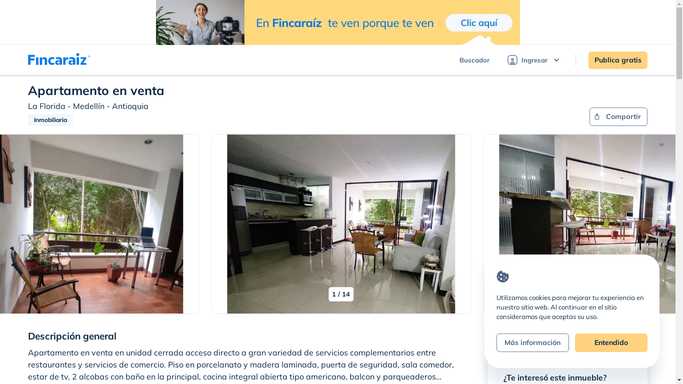 En Fincaraíz te ven porque te ven
Clic aquí
Fincaraiz
Buscador
Ingresar
Publica gratis
Apartamento en venta
La Florida - Medellín - Antioquia
Inmobiliaria
Compartir
1 / 14
Descripción general
Apartamento en venta en unidad cerrada acceso directo a gran variedad de servicios complementarios entre
restaurantes y servicios de comercio. Piso en porcelanato y madera laminada, puerta de seguridad, sala comedor,
estar de tv, 2 alcobas con baño en la principal, cocina integral abierta tipo americano, balcon y parqueaderos...
Utilizamos cookies para mejorar tu experiencia en
nuestro sitio web. Al continuar en el sitio
consideramos que aceptas su uso.
Más información
Entendido
¿Te interesó este inmueble?